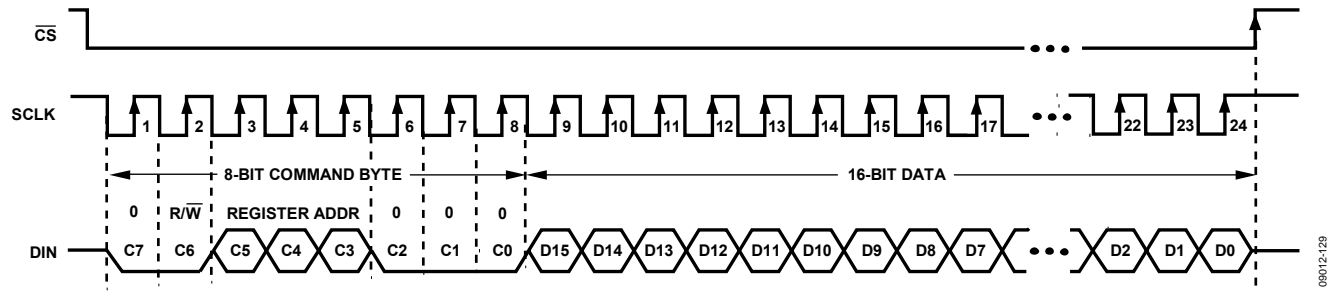 CS
SCLK 1 2 3 4 5 6 7 8 9 10 11 12 13 14 15 16 17 22 23 24
8-BIT COMMAND BYTE 16-BIT DATA
0 R/W REGISTER ADDR 0 0 0
DIN C7 C6 C5 C4 C3 C2 C1 C0 D15 D14 D13 D12 D11 D10 D9 D8 D7 D2 D1 D0
09012-129